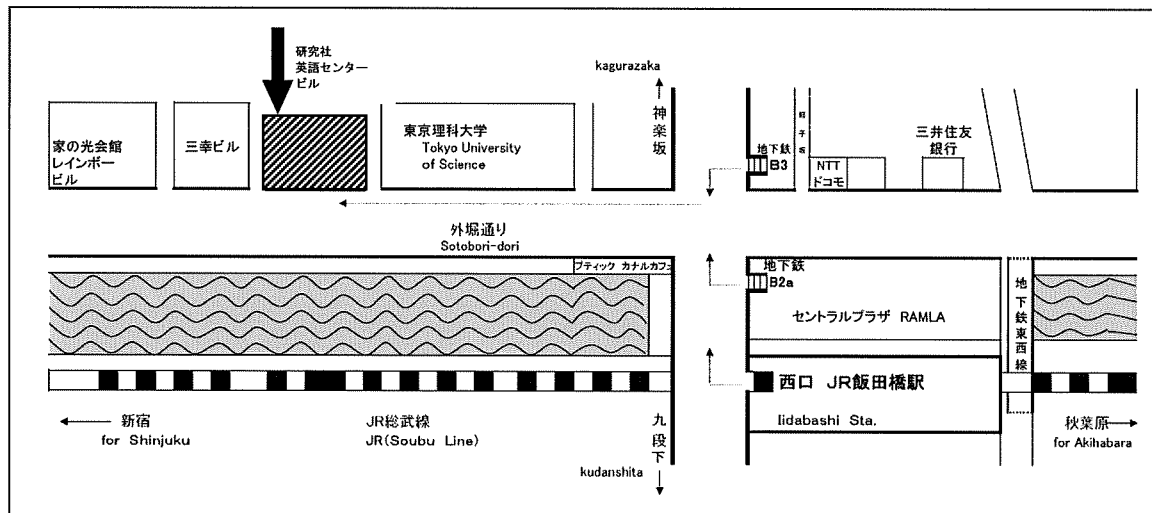 研究社
英語センター
ビル
kagurazaka
神楽坂
家の光会館
レインボー
ビル
三幸ビル
東京理科大学
Tokyo University
of Science
地下鉄
B3
NTT
ドコモ
三井住友
銀行
外堀通り
Sotobori-dori
ブティック カナルカフェ
地下鉄
B2a
セントラルプラザ RAMLA
地下鉄東西線
西口 JR飯田橋駅
Iidabashi Sta.
新宿
for Shinjuku
JR総武線
JR(Soubu Line)
九段下
kudanshita
秋葉原
for Akihabara